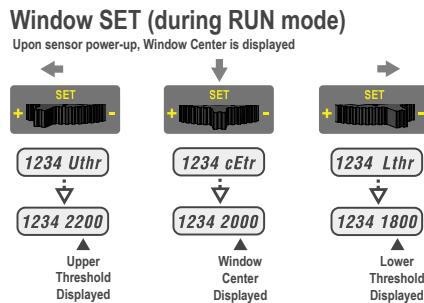 Window SET (during RUN mode)
Upon sensor power-up, Window Center is displayed
SET
+ -
SET
+ -
SET
+ -
1234 Uthr
1234 cEtr
1234 Lthr
1234 2200
1234 2000
1234 1800
Upper
Threshold
Displayed
Window
Center
Displayed
Lower
Threshold
Displayed